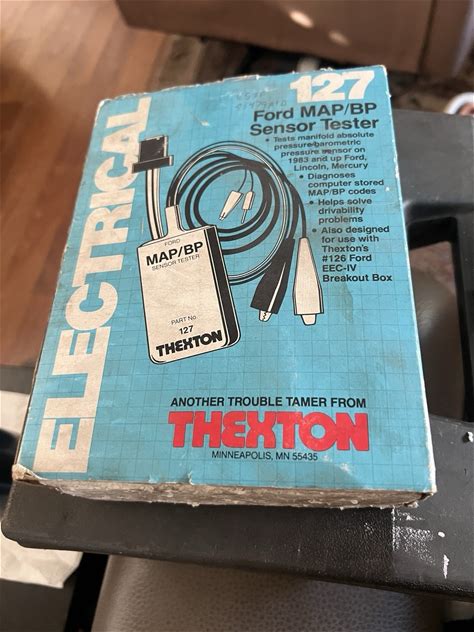 127
Ford MAP/BP
Sensor Tester
• Tests manifold absolute
pressure/barometric
pressure sensor on
1983 and up Ford,
Lincoln, Mercury
• Diagnoses
computer stored
MAP/BP codes
• Helps solve
drivability
problems
• Also designed
for use with
Thexton's
#126 Ford
EEC-IV
Breakout Box
ELECTRICAL
FORD
MAP/BP
SENSOR TESTER
PART No.
127
THEXTON
ANOTHER TROUBLE TAMER FROM
THEXTON
MINNEAPOLIS, MN 55435